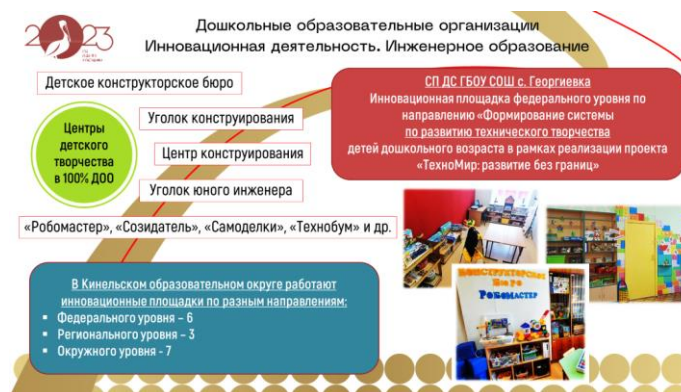 2023
Дошкольные образовательные организации
Инновационная деятельность. Инженерное образование
Детское конструкторское бюро
Уголок конструирования
Центр конструирования
Уголок юного инженера
Центры
детского
творчества
в 100% ДОО
«Робомастер», «Созидатель», «Самоделки», «Технобум» и др.
СП ДС ГБОУ СОШ с. Георгиевка
Инновационная площадка федерального уровня по
направлению «Формирование системы
по развитию технического творчества
детей дошкольного возраста в рамках реализации проекта
«ТехноМир: развитие без границ»
В Кинельском образовательном округе работают
инновационные площадки по разным направлениям:
▪ Федерального уровня – 6
▪ Регионального уровня – 3
▪ Окружного уровня - 7
КОНСТРУКТОРСКОЕ
БЮРО
РОБОМАСТЕР